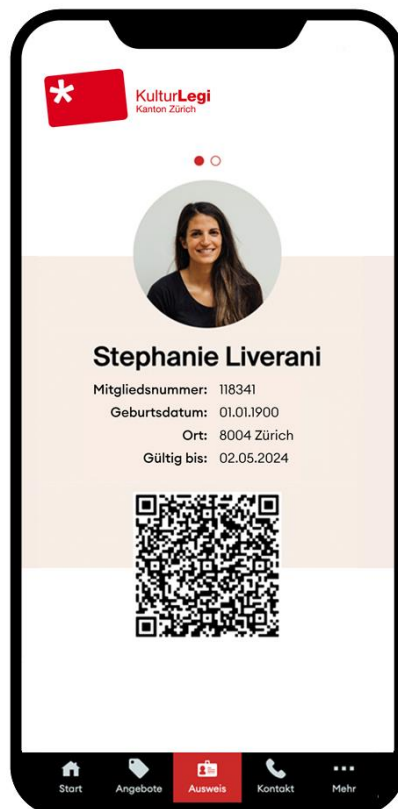 KulturLegi
Kanton Zürich
Stephanie Liverani
Mitgliedsnummer: 118341
Geburtsdatum: 01.01.1900
Ort: 8004 Zürich
Gültig bis: 02.05.2024
Start Angebote Ausweis Kontakt Mehr